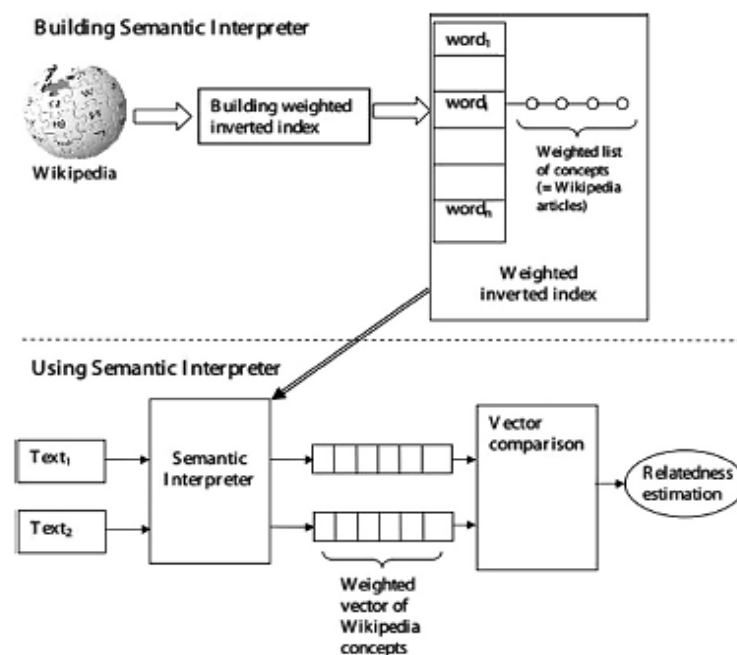 Building Semantic Interpreter
Wikipedia
Building weighted
inverted index
word₁
wordᵢ
wordₙ
Weighted list
of concepts
(= Wikipedia
articles)
Weighted
inverted index
Using Semantic Interpreter
Text₁
Text₂
Semantic
Interpreter
Weighted
vector of
Wikipedia
concepts
Vector
comparison
Relatedness
estimation